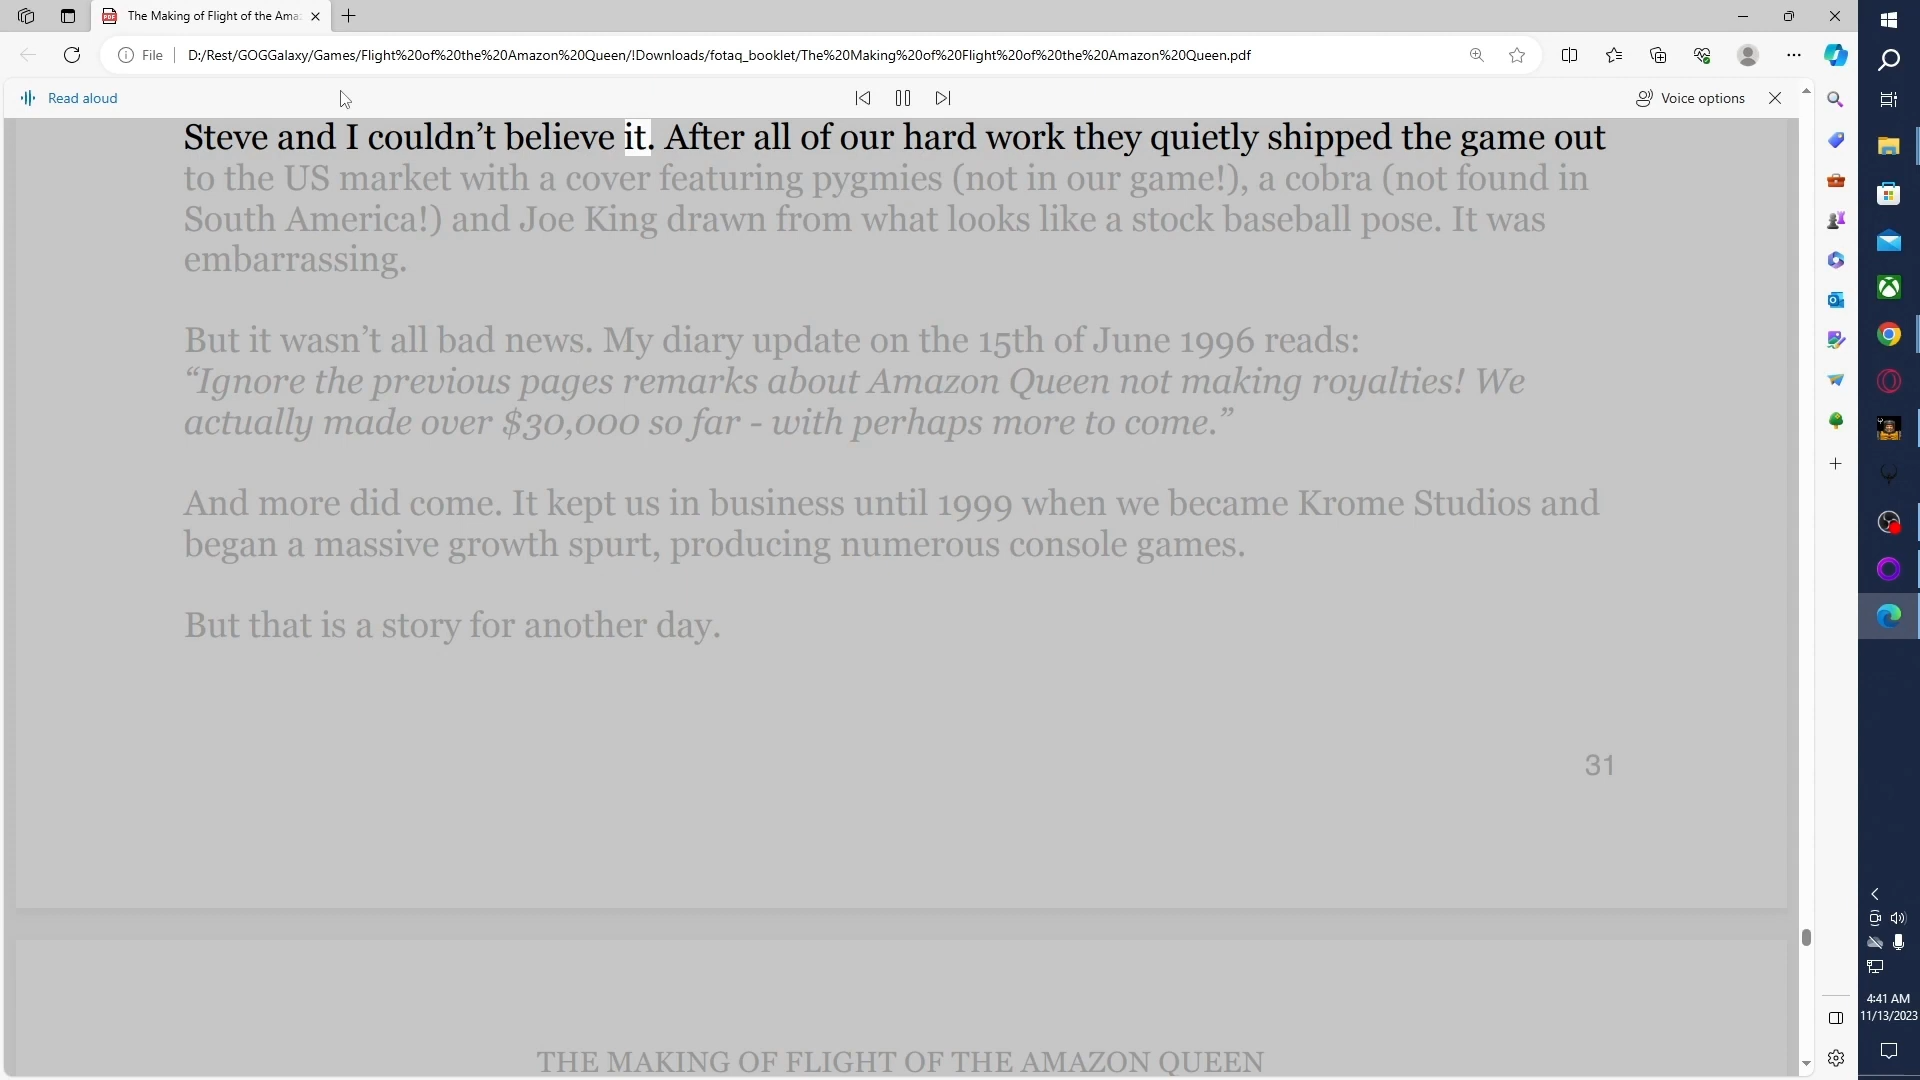 The Making of Flight of the Ama
File
D:/Rest/GOGGalaxy/Games/Flight%20of%20the%20Amazon%20Queen/!Downloads/fotaq_booklet/The%20Making%20of%20Flight%20of%20the%20Amazon%20Queen.pdf
Read aloud
Voice options
Steve and I couldn’t believe it. After all of our hard work they quietly shipped the game out
to the US market with a cover featuring pygmies (not in our game!), a cobra (not found in
South America!) and Joe King drawn from what looks like a stock baseball pose. It was
embarrassing.
But it wasn’t all bad news. My diary update on the 15th of June 1996 reads:
“Ignore the previous pages remarks about Amazon Queen not making royalties! We
actually made over $30,000 so far - with perhaps more to come.”
And more did come. It kept us in business until 1999 when we became Krome Studios and
began a massive growth spurt, producing numerous console games.
But that is a story for another day.
31
THE MAKING OF FLIGHT OF THE AMAZON QUEEN
4:41 AM
11/13/2023